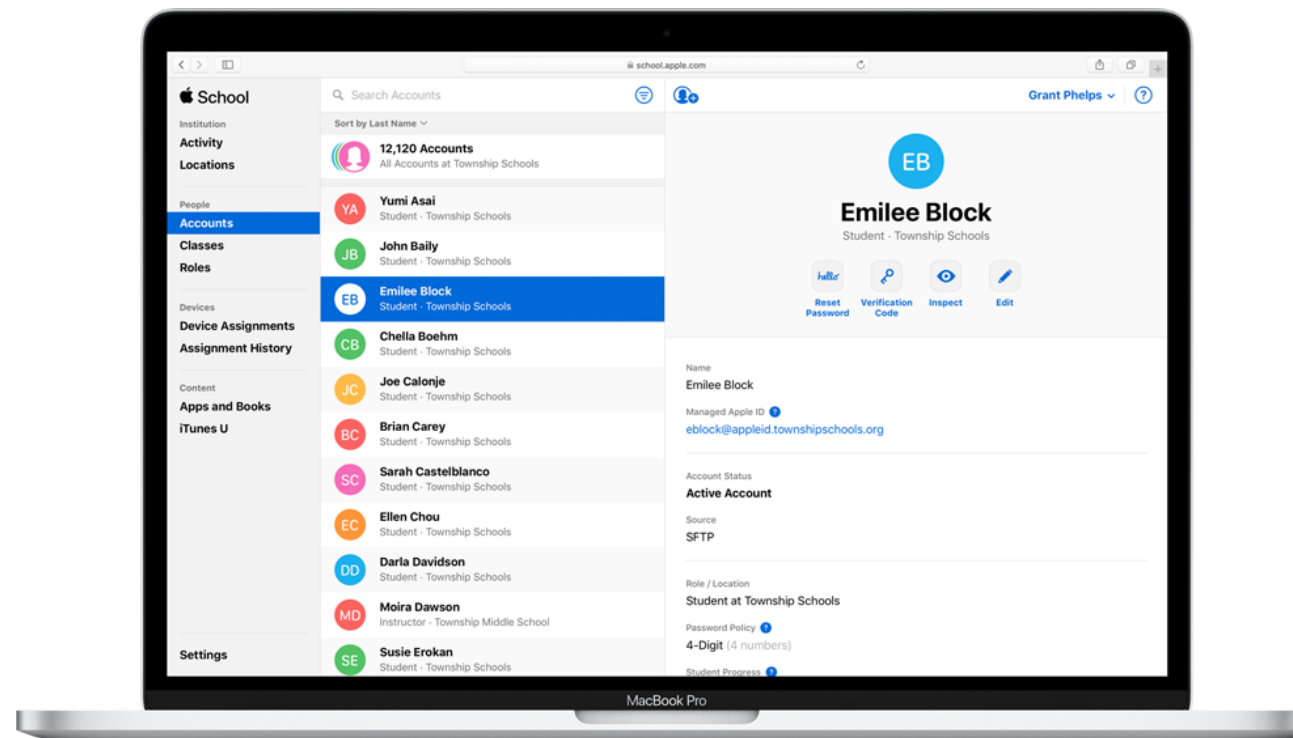 school.apple.com
School
Institution
Activity
Locations
People
Accounts
Classes
Roles
Devices
Device Assignments
Assignment History
Content
Apps and Books
iTunes U
Settings
Search Accounts
Sort by Last Name
12,120 Accounts
All Accounts at Township Schools
YA
Yumi Asai
Student · Township Schools
JB
John Baily
Student · Township Schools
EB
Emilee Block
Student · Township Schools
CB
Chella Boehm
Student · Township Schools
JC
Joe Calonje
Student · Township Schools
BC
Brian Carey
Student · Township Schools
SC
Sarah Castelblanco
Student · Township Schools
EC
Ellen Chou
Student · Township Schools
DD
Darla Davidson
Student · Township Schools
MD
Moira Dawson
Instructor · Township Middle School
SE
Susie Erokan
Student · Township Schools
Grant Phelps
?
EB
Emilee Block
Student · Township Schools
hello
Reset
Password
Verification
Code
Inspect
Edit
Name
Emilee Block
Managed Apple ID ?
eblock@appleid.townshipschools.org
Account Status
Active Account
Source
SFTP
Role / Location
Student at Township Schools
Password Policy ?
4-Digit (4 numbers)
Student Progress ?
MacBook Pro